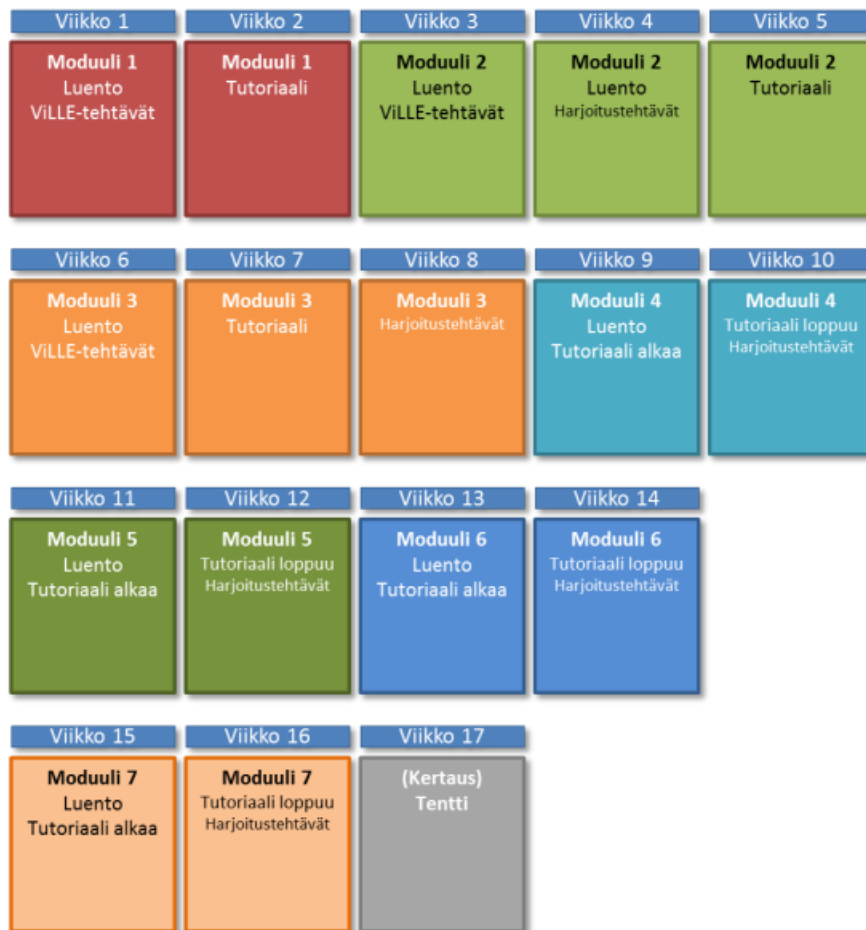 Viikko 1
Viikko 2
Viikko 3
Viikko 4
Viikko 5
Moduuli 1
Luento
ViLLE-tehtävät
Moduuli 1
Tutoriaali
Moduuli 2
Luento
ViLLE-tehtävät
Moduuli 2
Luento
Harjoitustehtävät
Moduuli 2
Tutoriaali
Viikko 6
Viikko 7
Viikko 8
Viikko 9
Viikko 10
Moduuli 3
Luento
ViLLE-tehtävät
Moduuli 3
Tutoriaali
Moduuli 3
Harjoitustehtävät
Moduuli 4
Luento
Tutoriaali alkaa
Moduuli 4
Tutoriaali loppuu
Harjoitustehtävät
Viikko 11
Viikko 12
Viikko 13
Viikko 14
Moduuli 5
Luento
Tutoriaali alkaa
Moduuli 5
Tutoriaali loppuu
Harjoitustehtävät
Moduuli 6
Luento
Tutoriaali alkaa
Moduuli 6
Tutoriaali loppuu
Harjoitustehtävät
Viikko 15
Viikko 16
Viikko 17
Moduuli 7
Luento
Tutoriaali alkaa
Moduuli 7
Tutoriaali loppuu
Harjoitustehtävät
(Kertaus)
Tentti